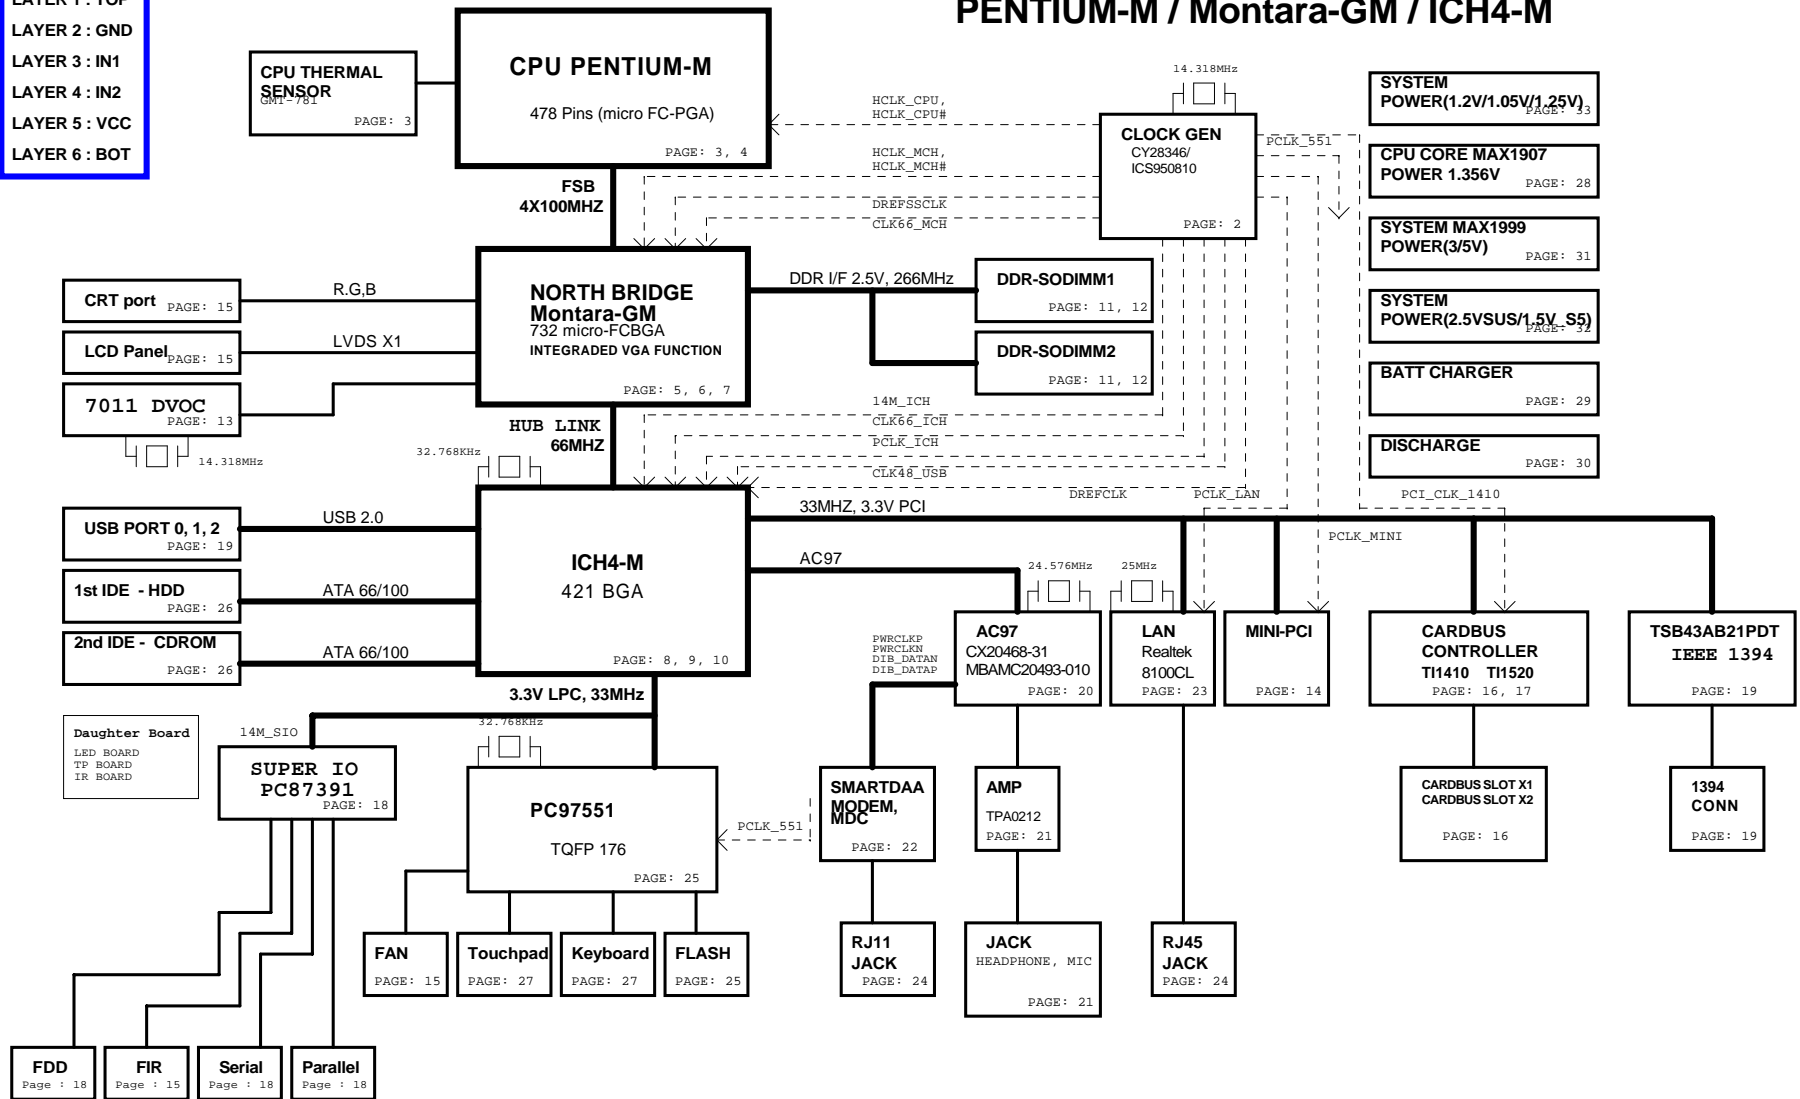 PENTIUM-M / Montara-GM / ICH4-M
LAYER 1 : TOP
LAYER 2 : GND
LAYER 3 : IN1
LAYER 4 : IN2
LAYER 5 : VCC
LAYER 6 : BOT
CPU THERMAL
SENSOR
GMT-781
PAGE: 3
CPU PENTIUM-M
478 Pins (micro FC-PGA)
PAGE: 3, 4
HCLK_CPU,
HCLK_CPU#
HCLK_MCH,
HCLK_MCH#
DREFSSCLK
CLK66_MCH
14.318MHz
CLOCK GEN
CY28346/
ICS950810
PAGE: 2
PCLK_551
SYSTEM
POWER(1.2V/1.05V/1.25V)
PAGE: 33
CPU CORE MAX1907
POWER 1.356V
PAGE: 28
SYSTEM MAX1999
POWER(3/5V)
PAGE: 31
SYSTEM
POWER(2.5VSUS/1.5V_S5)
PAGE: 32
BATT CHARGER
PAGE: 29
DISCHARGE
PAGE: 30
FSB
4X100MHZ
CRT port
PAGE: 15
R.G,B
LCD Panel
PAGE: 15
LVDS X1
7011 DVOC
PAGE: 13
14.318MHz
NORTH BRIDGE
Montara-GM
732 micro-FCBGA
INTEGRADED VGA FUNCTION
PAGE: 5, 6, 7
DDR I/F 2.5V, 266MHz
DDR-SODIMM1
PAGE: 11, 12
DDR-SODIMM2
PAGE: 11, 12
HUB LINK
66MHZ
32.768KHz
14M_ICH
CLK66_ICH
PCLK_ICH
CLK48_USB
DREFCLK
PCLK_LAN
PCI_CLK_1410
PCLK_MINI
USB PORT 0, 1, 2
PAGE: 19
USB 2.0
1st IDE - HDD
PAGE: 26
ATA 66/100
2nd IDE - CDROM
PAGE: 26
ATA 66/100
ICH4-M
421 BGA
PAGE: 8, 9, 10
33MHZ, 3.3V PCI
AC97
24.576MHz
25MHz
PWRCLKP
PWRCLKN
DIB_DATAN
DIB_DATAP
AC97
CX20468-31
MBAMC20493-010
PAGE: 20
LAN
Realtek
8100CL
PAGE: 23
MINI-PCI
PAGE: 14
CARDBUS
CONTROLLER
TI1410 TI1520
PAGE: 16, 17
TSB43AB21PDT
IEEE 1394
PAGE: 19
3.3V LPC, 33MHz
Daughter Board
LED BOARD
TP BOARD
IR BOARD
14M_SIO
SUPER IO
PC87391
PAGE: 18
32.768KHz
PC97551
TQFP 176
PAGE: 25
PCLK_551
SMARTDAA
MODEM,
MDC
PAGE: 22
AMP
TPA0212
PAGE: 21
CARDBUS SLOT X1
CARDBUS SLOT X2
PAGE: 16
1394
CONN
PAGE: 19
FAN
PAGE: 15
Touchpad
PAGE: 27
Keyboard
PAGE: 27
FLASH
PAGE: 25
RJ11
JACK
PAGE: 24
JACK
HEADPHONE, MIC
PAGE: 21
RJ45
JACK
PAGE: 24
FDD
Page : 18
FIR
Page : 15
Serial
Page : 18
Parallel
Page : 18